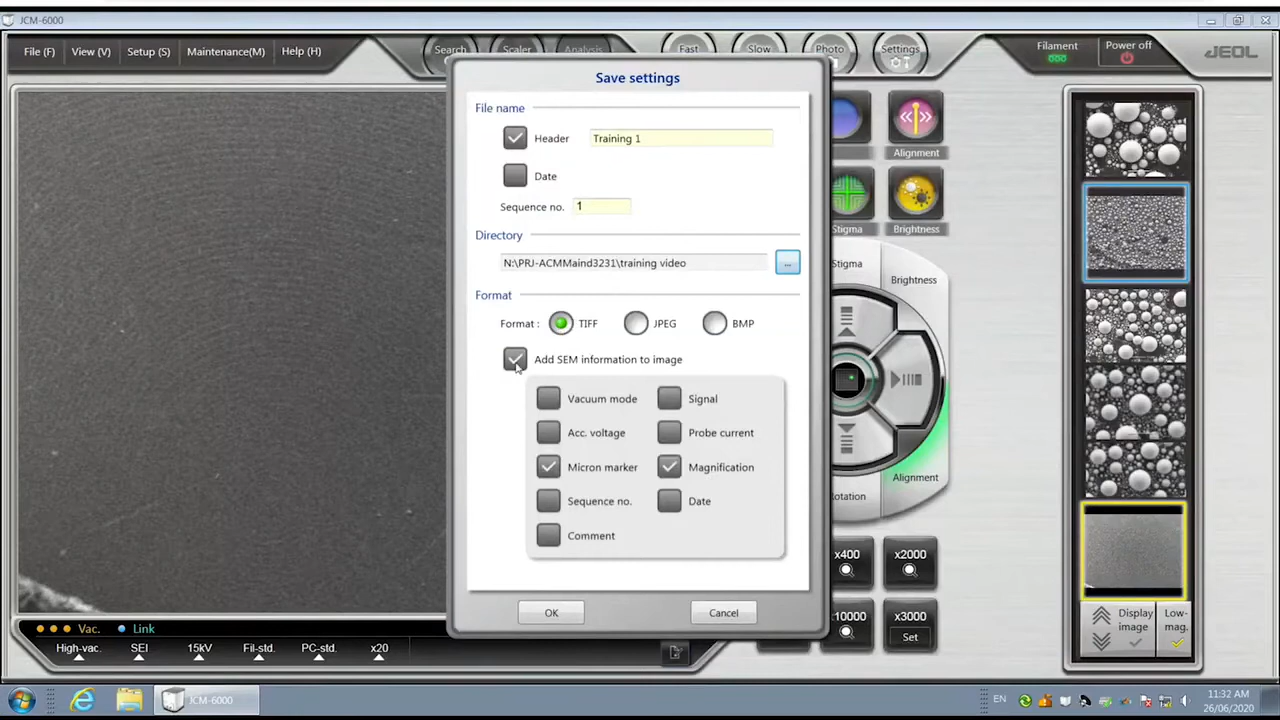 JCM-6000
File (F)
View (V)
Setup (S)
Maintenance(M)
Help (H)
Search
Scaler
Analysis
Fast
Slow
Photo
Settings
Filament
Power off
JEOL
Save settings
File name
Header
Training 1
Date
Sequence no.
1
Directory
N:\PRJ-ACMMaind3231\training video
...
Format
Format :
TIFF
JPEG
BMP
Add SEM information to image
Vacuum mode
Signal
Acc. voltage
Probe current
Micron marker
Magnification
Sequence no.
Date
Comment
OK
Cancel
Alignment
Stigma
Brightness
Stigma
Brightness
Alignment
x400
x2000
x10000
x3000
Set
Display
image
Low-
mag.
Vac.
Link
High-vac.
SEI
15kV
Fil-std.
PC-std.
x20
JCM-6000
EN
11:32 AM
26/06/2020